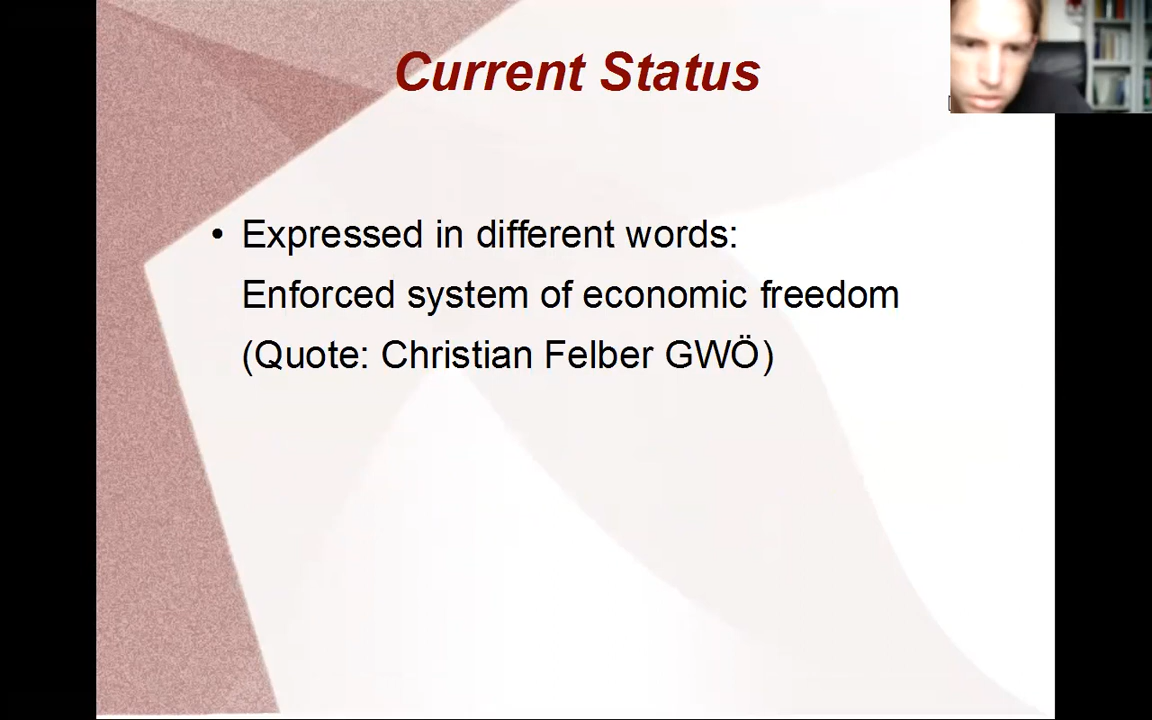 Current Status
• Expressed in different words:
Enforced system of economic freedom
(Quote: Christian Felber GWÖ)